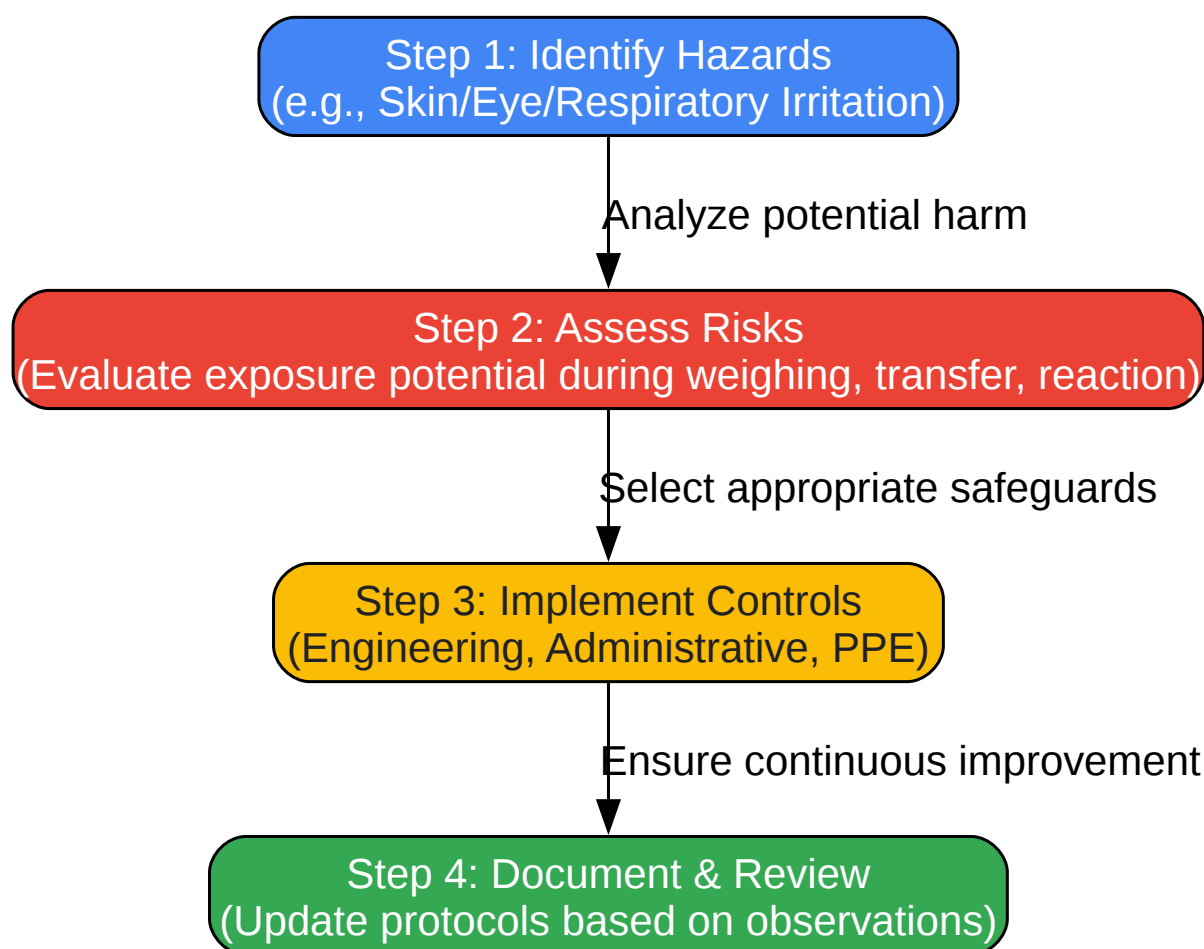 Step 1: Identify Hazards
(e.g., Skin/Eye/Respiratory Irritation)
Analyze potential harm
Step 2: Assess Risks
(Evaluate exposure potential during weighing, transfer, reaction)
Select appropriate safeguards
Step 3: Implement Controls
(Engineering, Administrative, PPE)
Ensure continuous improvement
Step 4: Document & Review
(Update protocols based on observations)